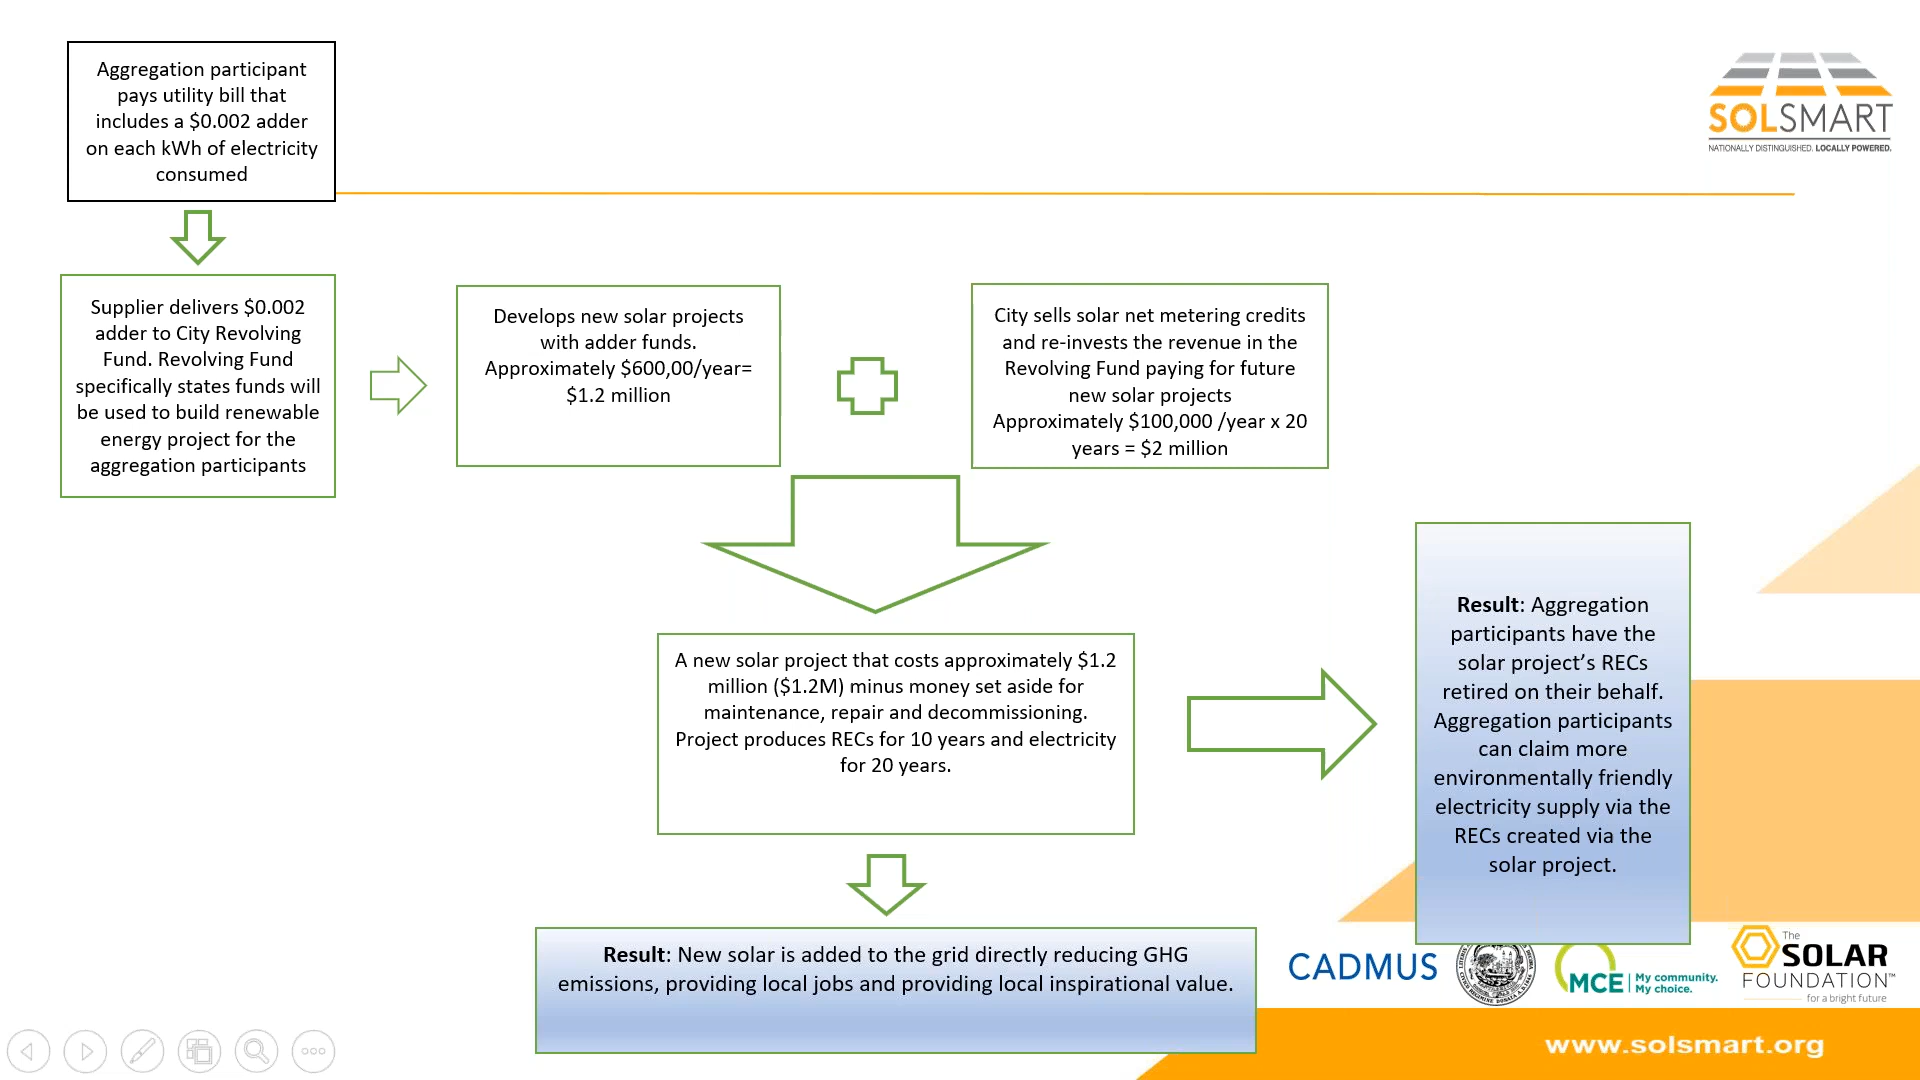 Aggregation participant
pays utility bill that
includes a $0.002 adder
on each kWh of electricity
consumed
SOLSMART
NATIONALLY DISTINGUISHED. LOCALLY POWERED.
Supplier delivers $0.002
adder to City Revolving
Fund. Revolving Fund
specifically states funds will
be used to build renewable
energy project for the
aggregation participants
Develops new solar projects
with adder funds.
Approximately $600,00/year=
$1.2 million
City sells solar net metering credits
and re-invests the revenue in the
Revolving Fund paying for future
new solar projects
Approximately $100,000 /year x 20
years = $2 million
A new solar project that costs approximately $1.2
million ($1.2M) minus money set aside for
maintenance, repair and decommissioning.
Project produces RECs for 10 years and electricity
for 20 years.
Result: Aggregation
participants have the
solar project’s RECs
retired on their behalf.
Aggregation participants
can claim more
environmentally friendly
electricity supply via the
RECs created via the
solar project.
Result: New solar is added to the grid directly reducing GHG
emissions, providing local jobs and providing local inspirational value.
CADMUS
MCE
My community.
My choice.
The
SOLAR
FOUNDATION™
for a bright future
www.solsmart.org